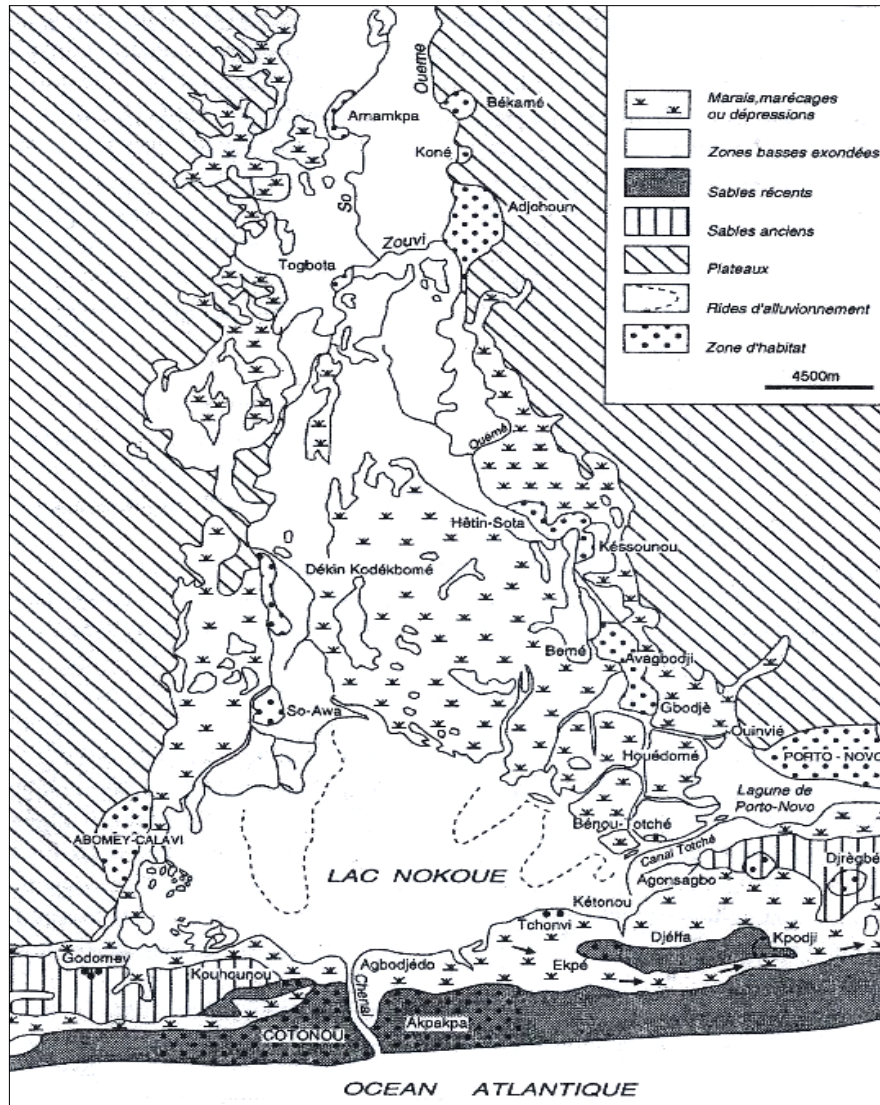 Oueme
Békamé
Amamkpa
Koné
So
Adjohoun
Zouvi
Togbota
Marais, marécages
ou dépressions
Zones basses exondées
Sables récents
Sables anciens
Plateaux
Rides d'alluvionnement
Zone d'habitat
4500m
Ouémé
Hêtin-Sota
Késsounou
Dékin Kodékbomé
Bemé
Avagbodji
So-Awa
Gbodjè
Ouinvié
Houédomé
PORTO - NOVO
Lagune de
Porto-Novo
Bénou-Totché
ABOMEY-CALAVI
Canal Totché
Djrègbé
LAC NOKOUE
Agonsagbo
Kétonou
Tchonvi
Djéffa
Kpodji
Godomey
Kouhounou
Agbodjédo
Ekpé
Chenal
COTONOU
Akpakpa
OCEAN ATLANTIQUE